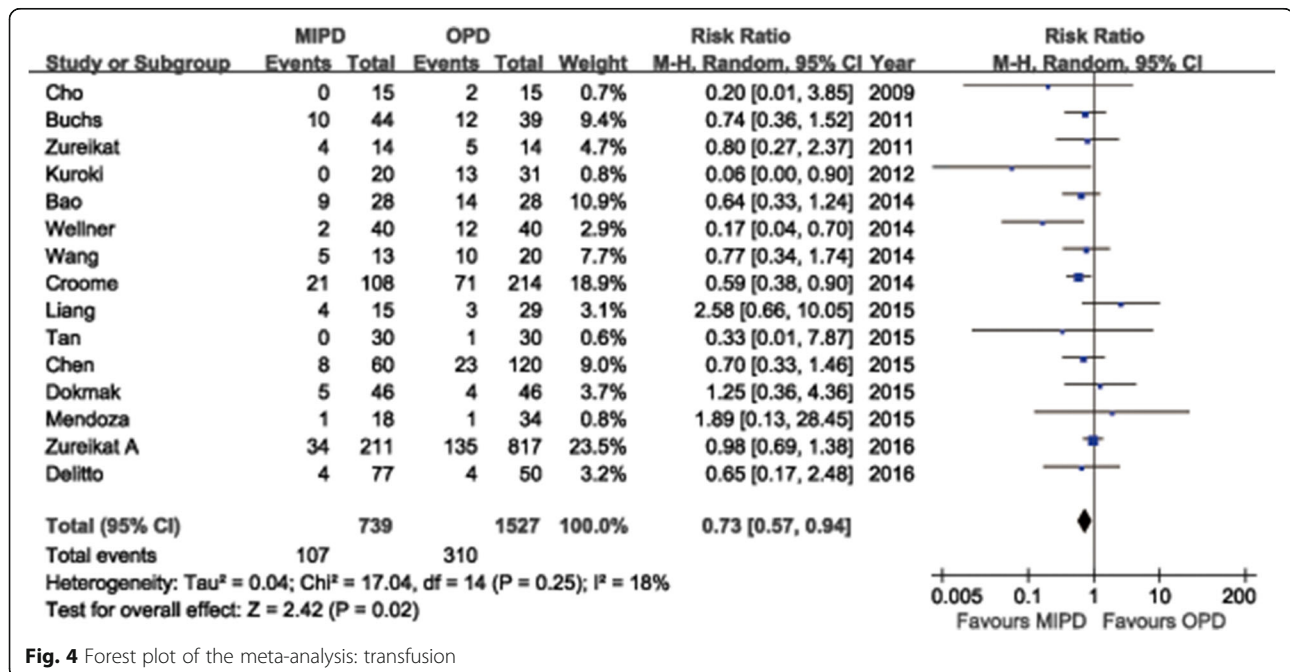 MIPD OPD Risk Ratio Risk Ratio
Study or Subgroup Events Total Events Total Weight M-H, Random, 95% CI Year M-H, Random, 95% CI
Cho 0 15 2 15 0.7% 0.20 [0.01, 3.85] 2009
Buchs 10 44 12 39 9.4% 0.74 [0.36, 1.52] 2011
Zureikat 4 14 5 14 4.7% 0.80 [0.27, 2.37] 2011
Kuroki 0 20 13 31 0.8% 0.06 [0.00, 0.90] 2012
Bao 9 28 14 28 10.9% 0.64 [0.33, 1.24] 2014
Wellner 2 40 12 40 2.9% 0.17 [0.04, 0.70] 2014
Wang 5 13 10 20 7.7% 0.77 [0.34, 1.74] 2014
Croome 21 108 71 214 18.9% 0.59 [0.38, 0.90] 2014
Liang 4 15 3 29 3.1% 2.58 [0.66, 10.05] 2015
Tan 0 30 1 30 0.6% 0.33 [0.01, 7.87] 2015
Chen 8 60 23 120 9.0% 0.70 [0.33, 1.46] 2015
Dokmak 5 46 4 46 3.7% 1.25 [0.36, 4.36] 2015
Mendoza 1 18 1 34 0.8% 1.89 [0.13, 28.45] 2015
Zureikat A 34 211 135 817 23.5% 0.98 [0.69, 1.38] 2016
Delitto 4 77 4 50 3.2% 0.65 [0.17, 2.48] 2016
Total (95% CI) 739 1527 100.0% 0.73 [0.57, 0.94]
Total events 107 310
Heterogeneity: Tau² = 0.04; Chi² = 17.04, df = 14 (P = 0.25); I² = 18%
Test for overall effect: Z = 2.42 (P = 0.02)
0.005 0.1 1 10 200
Favours MIPD Favours OPD
Fig. 4 Forest plot of the meta-analysis: transfusion